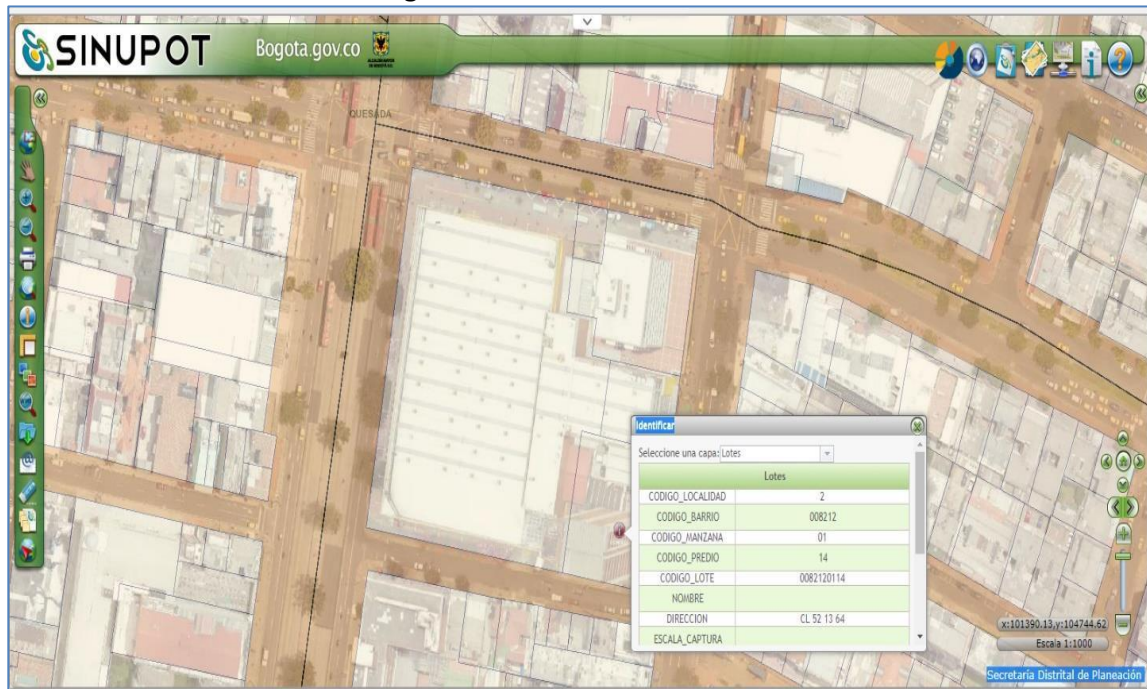 SINUPOT
Bogota.gov.co
QUESADA
Identificar
Seleccione una capa: Lotes
Lotes
CODIGO_LOCALIDAD 2
CODIGO_BARRIO 008212
CODIGO_MANZANA 01
CODIGO_PREDIO 14
CODIGO_LOTE 0082120114
NOMBRE
DIRECCION CL 52 13 64
ESCALA_CAPTURA
x:101390.13,y:104744.62
Escala 1:1000
Secretaría Distrital de Planeación